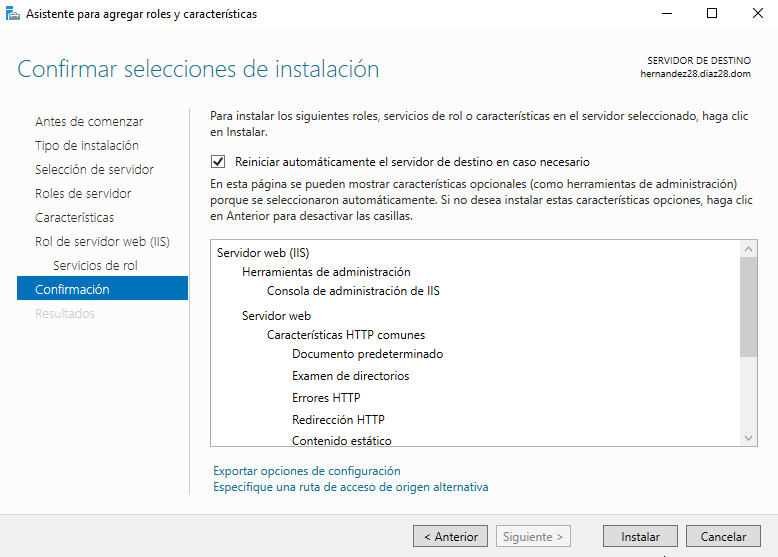 Asistente para agregar roles y características
Confirmar selecciones de instalación
SERVIDOR DE DESTINO
hernandez28.diaz28.dom
Antes de comenzar
Tipo de instalación
Selección de servidor
Roles de servidor
Características
Rol de servidor web (IIS)
Servicios de rol
Confirmación
Resultados
Para instalar los siguientes roles, servicios de rol o características en el servidor seleccionado, haga clic
en Instalar.
Reiniciar automáticamente el servidor de destino en caso necesario
En esta página se pueden mostrar características opcionales (como herramientas de administración)
porque se seleccionaron automáticamente. Si no desea instalar estas características opciones, haga clic
en Anterior para desactivar las casillas.
Servidor web (IIS)
Herramientas de administración
Consola de administración de IIS
Servidor web
Características HTTP comunes
Documento predeterminado
Examen de directorios
Errores HTTP
Redirección HTTP
Contenido estático
Exportar opciones de configuración
Especifique una ruta de acceso de origen alternativa
< Anterior
Siguiente >
Instalar
Cancelar